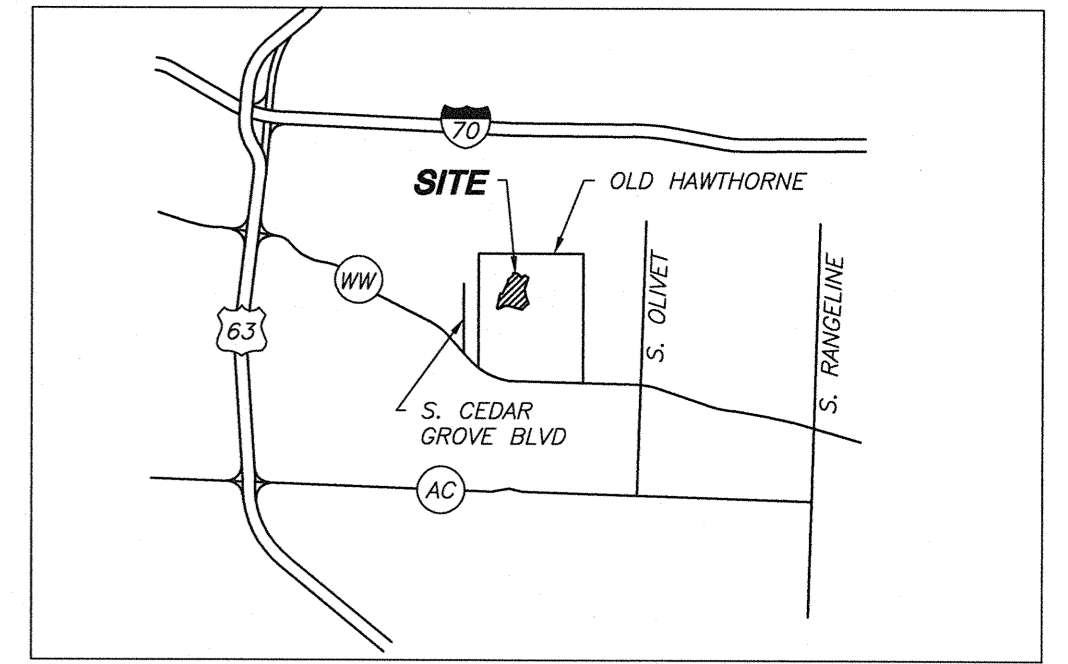 70
SITE
OLD HAWTHORNE
WW
S. OLIVET
S. RANGELINE
63
S. CEDAR
GROVE BLVD
AC